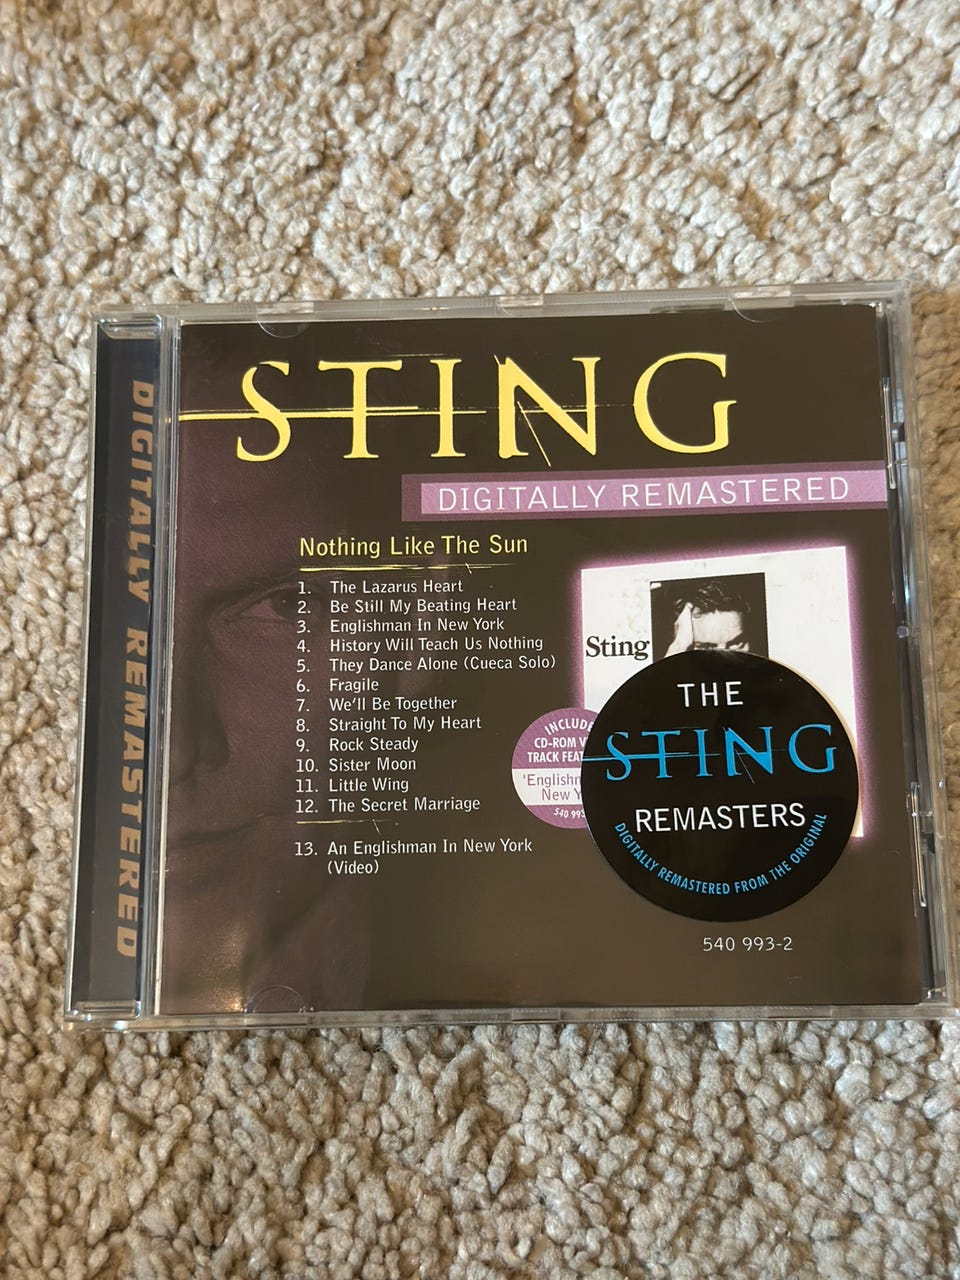 DIGITALLY REMASTERED
STING
DIGITALLY REMASTERED
Nothing Like The Sun
1. The Lazarus Heart
2. Be Still My Beating Heart
3. Englishman In New York
4. History Will Teach Us Nothing
5. They Dance Alone (Cueca Solo)
6. Fragile
7. We'll Be Together
8. Straight To My Heart
9. Rock Steady
10. Sister Moon
11. Little Wing
12. The Secret Marriage
13. An Englishman In New York
(Video)
Sting
CD-ROM
TRACK
New
THE
STING
REMASTERS
DIGITALLY REMASTERED FROM THE ORIGINAL
540 993-2